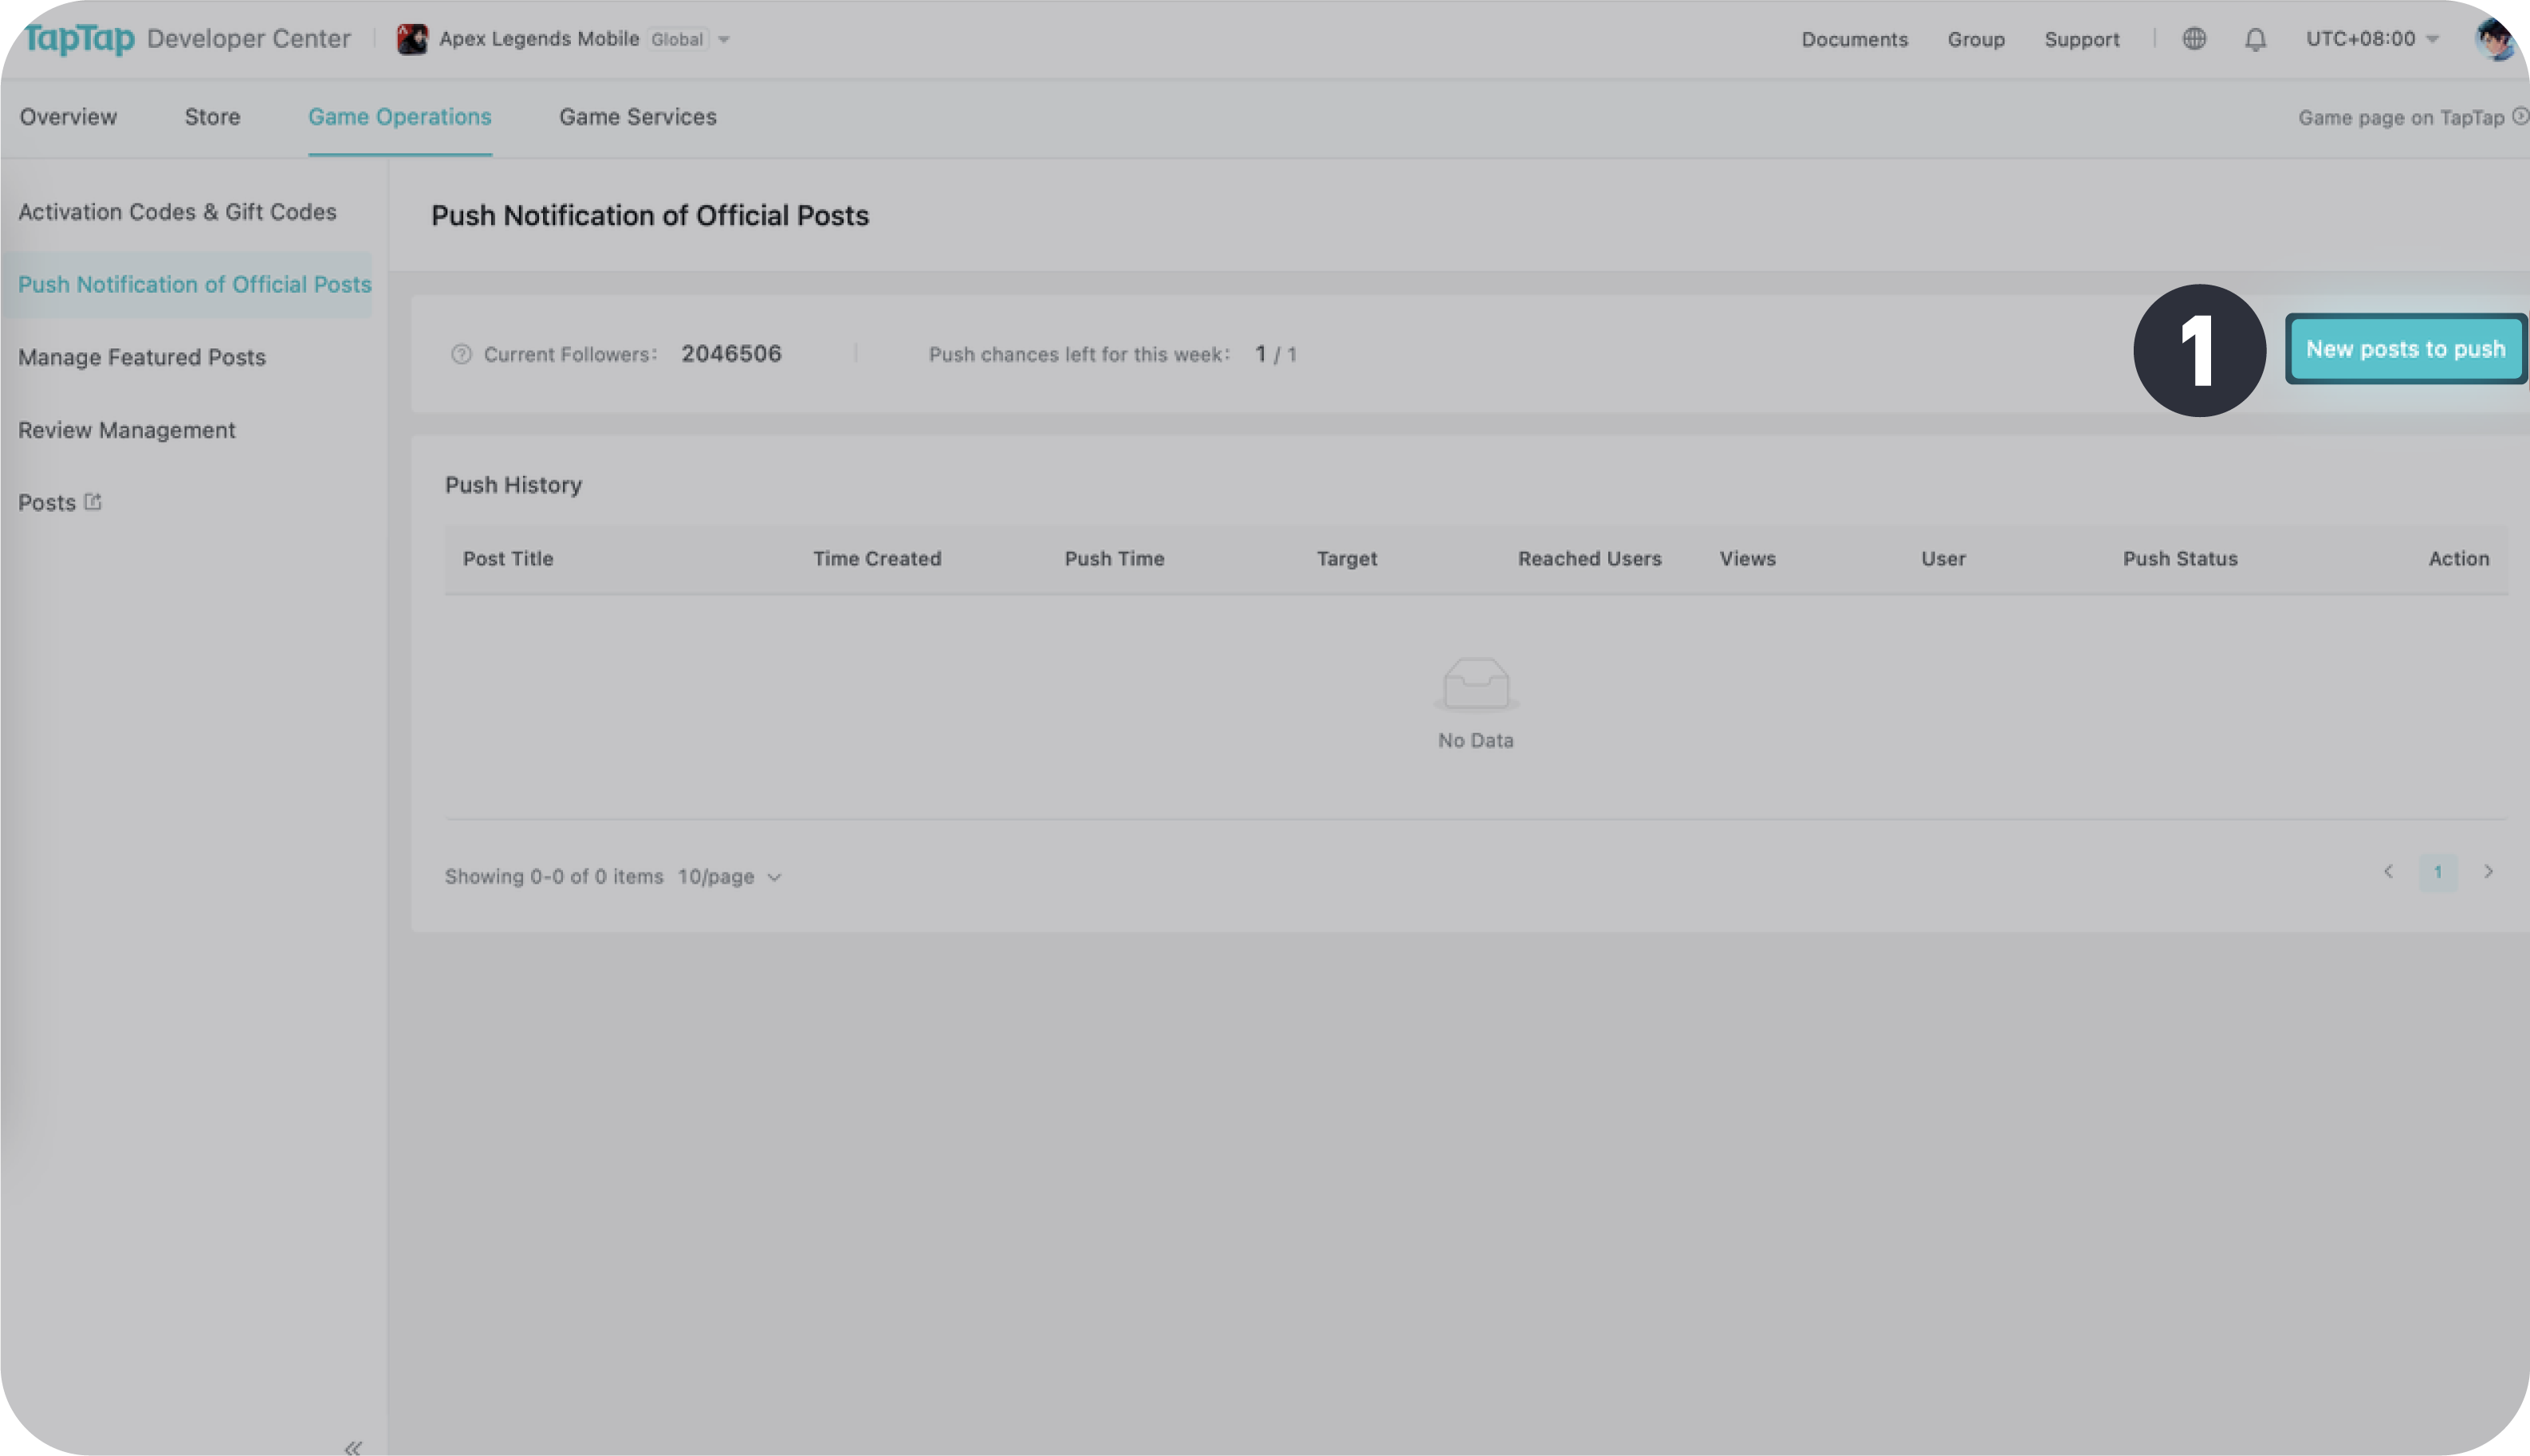 TapTap Developer Center Apex Legends Mobile Global Documents Group Support UTC+08:00
Overview Store Game Operations Game Services Game page on TapTap
Activation Codes & Gift Codes
Push Notification of Official Posts
Manage Featured Posts
Review Management
Posts
Push Notification of Official Posts
Current Followers: 2046506 Push chances left for this week: 1 / 1
1
New posts to push
Push History
Post Title Time Created Push Time Target Reached Users Views User Push Status Action
No Data
Showing 0-0 of 0 items 10/page
1